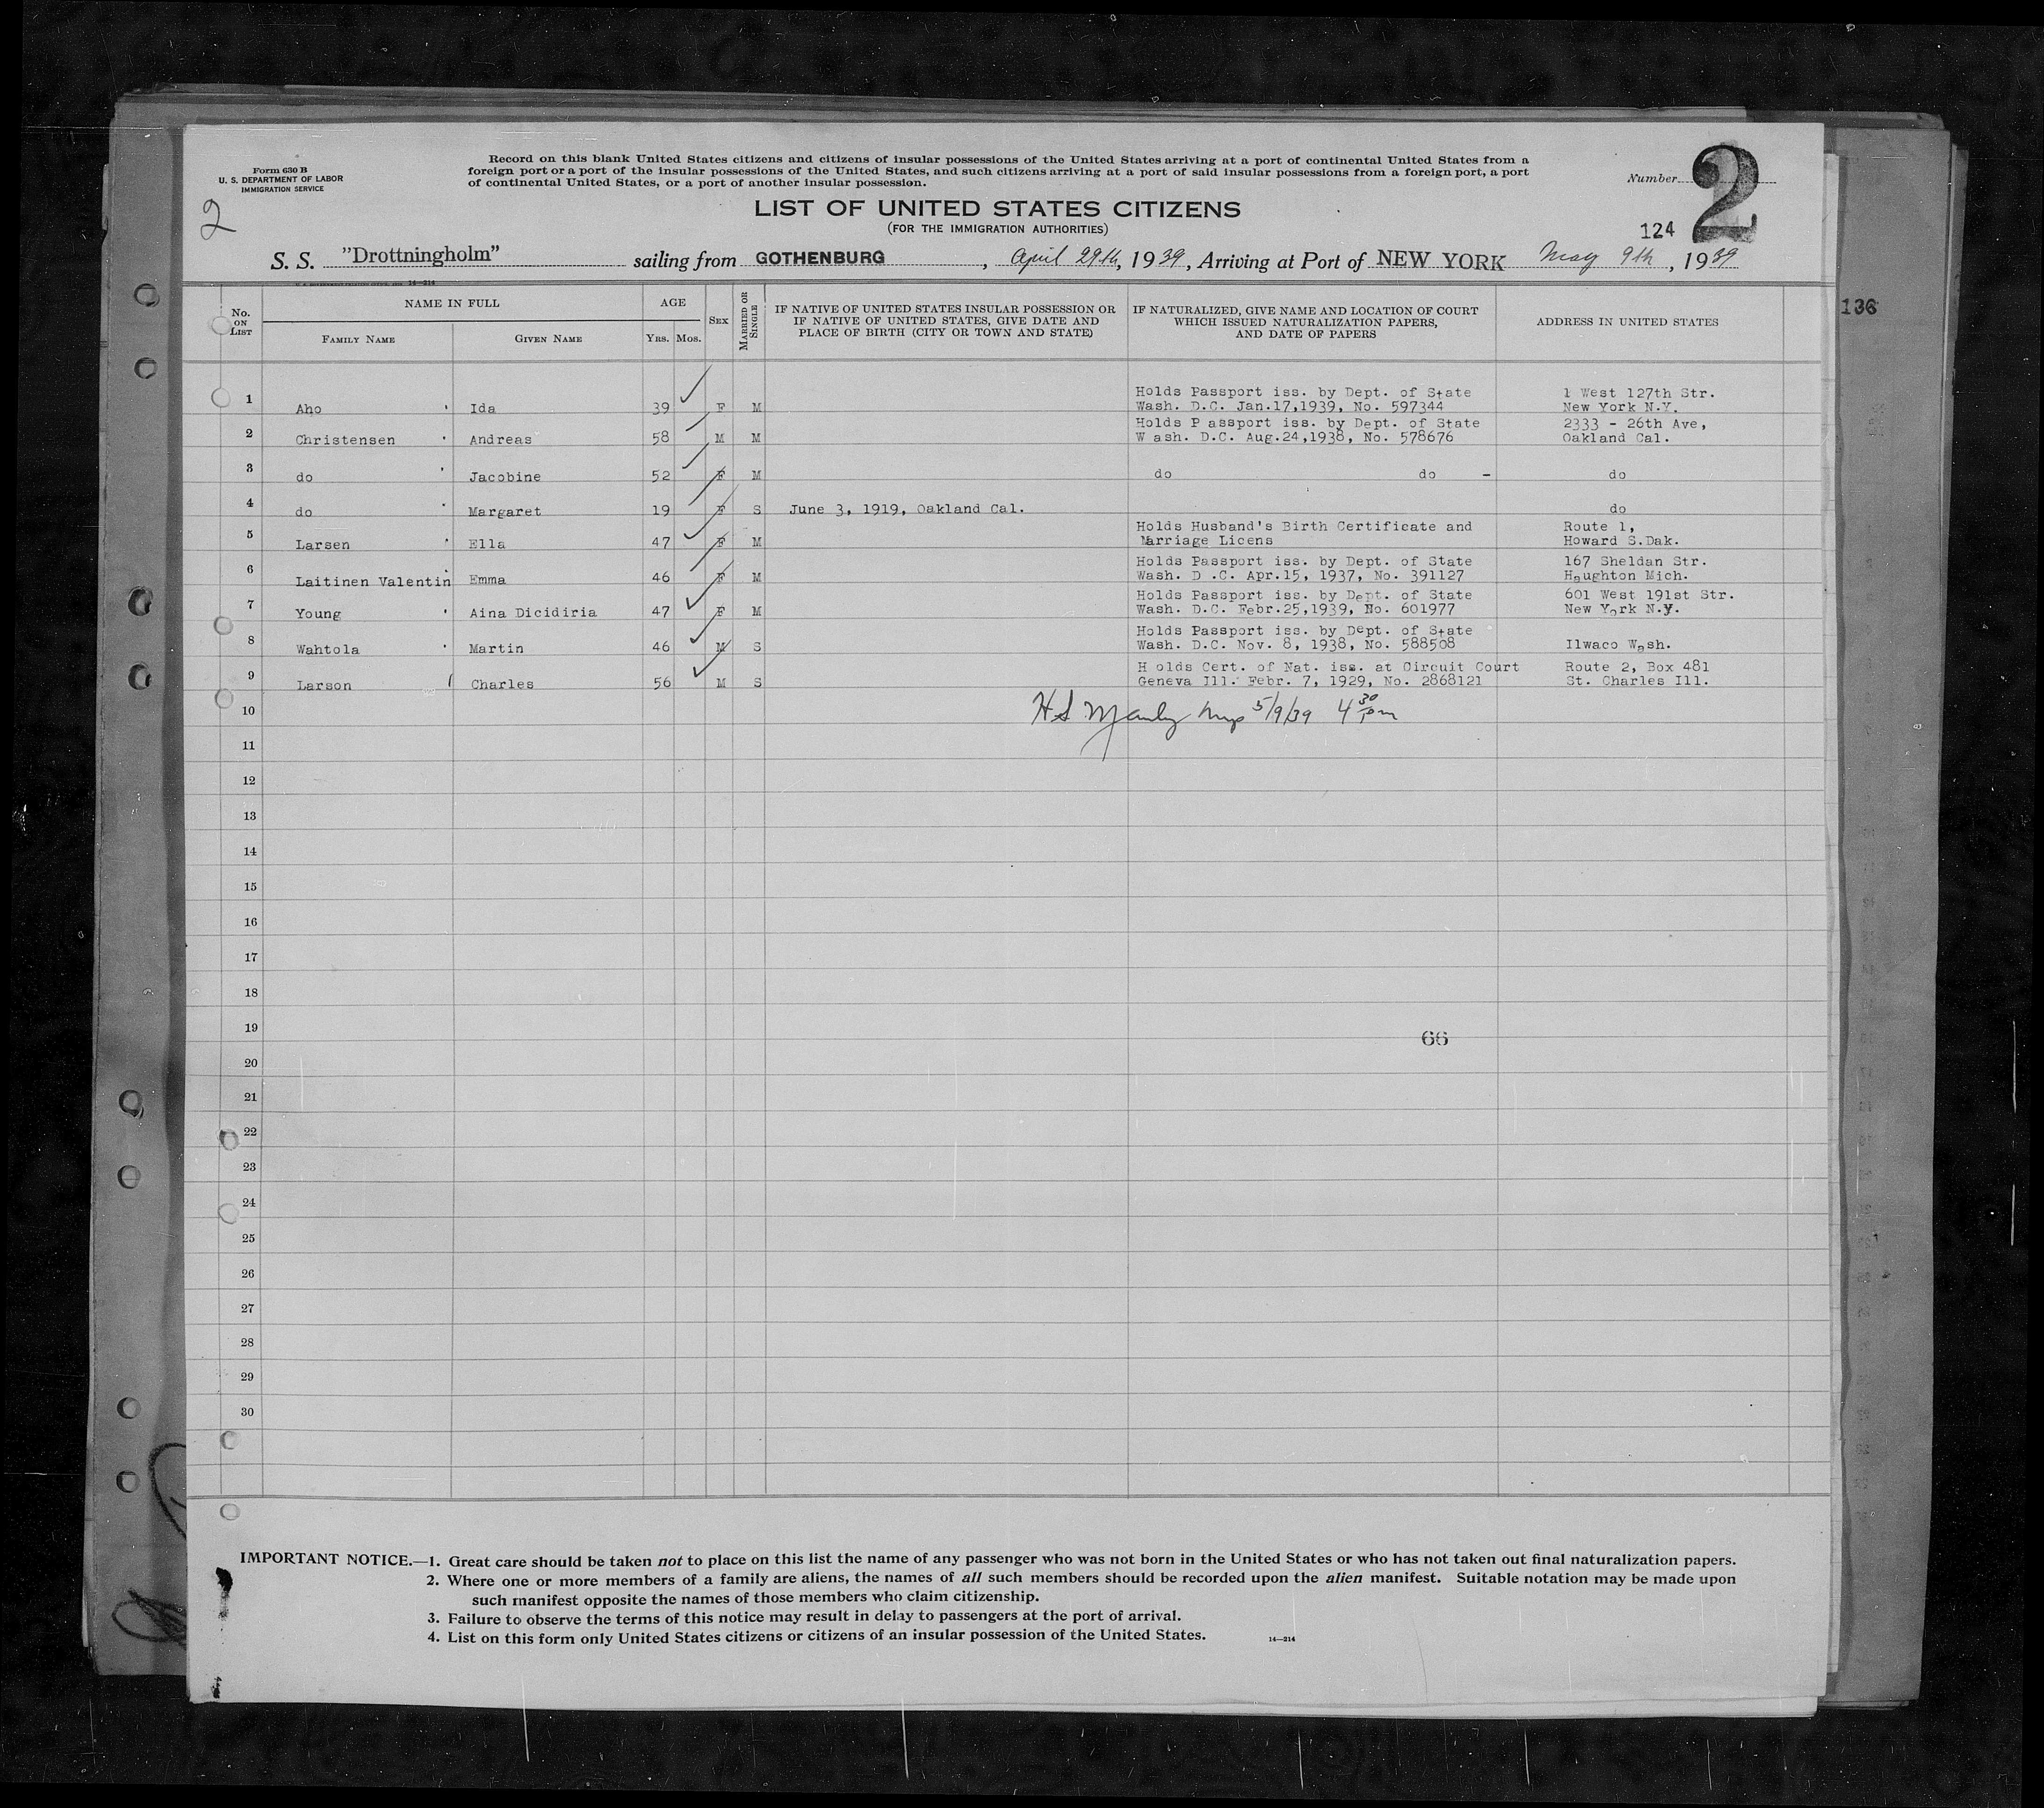 Form 630 B
U. S. DEPARTMENT OF LABOR
IMMIGRATION SERVICE
Record on this blank United States citizens and citizens of insular possessions of the United States arriving at a port of continental United States from a
foreign port or a port of the insular possessions of the United States, and such citizens arriving at a port of said insular possessions from a foreign port, a port
of continental United States, or a port of another insular possession.
Number 2
2
LIST OF UNITED STATES CITIZENS
(FOR THE IMMIGRATION AUTHORITIES)
124
S. S. "Drottningholm" sailing from GOTHENBURG, April 29th, 1939, Arriving at Port of NEW YORK May 9th, 1939
14—214
136
No. ON LIST NAME IN FULL AGE SEX MARRIED OR SINGLE IF NATIVE OF UNITED STATES INSULAR POSSESSION OR IF NATIVE OF UNITED STATES, GIVE DATE AND PLACE OF BIRTH (CITY OR TOWN AND STATE) IF NATURALIZED, GIVE NAME AND LOCATION OF COURT WHICH ISSUED NATURALIZATION PAPERS, AND DATE OF PAPERS ADDRESS IN UNITED STATES
FAMILY NAME GIVEN NAME YRS. MOS.
Holds Passport iss. by Dept. of State 1 West 127th Str.
1 Aho Ida 39 F M Wash. D.C. Jan.17,1939, No. 597344 New York N.Y.
Holds P assport iss. by Dept. of State 2333 - 26th Ave,
2 Christensen Andreas 58 M M W ash. D.C. Aug.24,1938, No. 578676 Oakland Cal.
3 do Jacobine 52 F M do do - do
4 do Margaret 19 F S June 3, 1919, Oakland Cal. do
Holds Husband's Birth Certificate and Route 1,
5 Larsen Ella 47 F M Marriage Licens Howard S.Dak.
Holds Passport iss. by Dept. of State 167 Sheldan Str.
6 Laitinen Valentin Emma 46 F M Wash. D .C. Apr.15, 1937, No. 391127 Haughton Mich.
Holds Passport iss. by Dept. of State 601 West 191st Str.
7 Young Aina Dicidiria 47 F M Wash. D.C. Febr.25,1939, No. 601977 New York N.y.
Holds Passport iss. by Dept. of State
8 Wahtola Martin 46 M S Wash. D.C. Nov. 8, 1938, No. 588508 Ilwaco Wash.
H olds Cert. of Nat. iss. at Circuit Court Route 2, Box 481
9 Larson Charles 56 M S Geneva Ill. Febr. 7, 1929, No. 2868121 St. Charles Ill.
10 5/9/39 4 30 pm
11
12
13
14
15
16
17
18
19
66
20
21
22
23
24
25
26
27
28
29
30
IMPORTANT NOTICE.—1. Great care should be taken not to place on this list the name of any passenger who was not born in the United States or who has not taken out final naturalization papers.
2. Where one or more members of a family are aliens, the names of all such members should be recorded upon the alien manifest. Suitable notation may be made upon
such manifest opposite the names of those members who claim citizenship.
3. Failure to observe the terms of this notice may result in delay to passengers at the port of arrival.
4. List on this form only United States citizens or citizens of an insular possession of the United States.
14—214